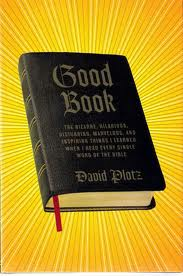 Good
Book
THE BIZARRE, HILARIOUS,
DISTURBING, MARVELOUS, AND
INSPIRING THINGS I LEARNED
WHEN I READ EVERY SINGLE
WORD OF THE BIBLE
David Plotz